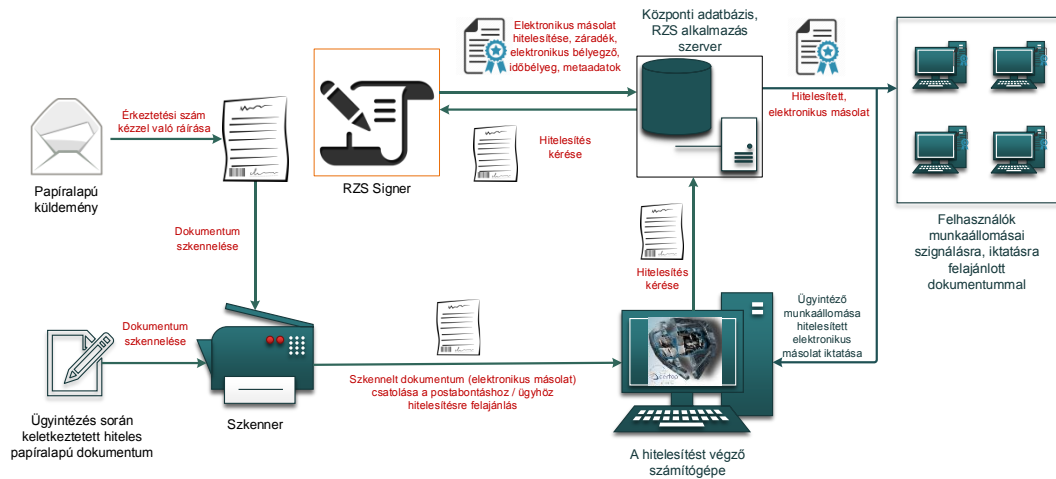 Elektronikus másolat
hitelesítése, záradék,
elektronikus bélyegző,
időbélyeg, metaadatok
Központi adatbázis,
RZS alkalmazás
szerver
Érkeztetési szám
kézzel való ráírása
Hitelesített,
elektronikus másolat
Hitelesítés
kérése
Papíralapú
küldemény
RZS Signer
Dokumentum
szkennelése
Hitelesítés
kérése
Felhasználók
munkaállomásai
szignálásra, iktatásra
felajánlott
dokumentummal
Ügyintéző
munkaállomása
hitelesített
elektronikus
másolat iktatása
Dokumentum
szkennelése
Szkennelt dokumentum (elektronikus másolat)
csatolása a postabontáshoz / ügyhöz
hitelesítésre felajánlás
Szkenner
Ügyintézés során
keletkeztetett hiteles
papíralapú dokumentum
A hitelesítést végző
számítógépe